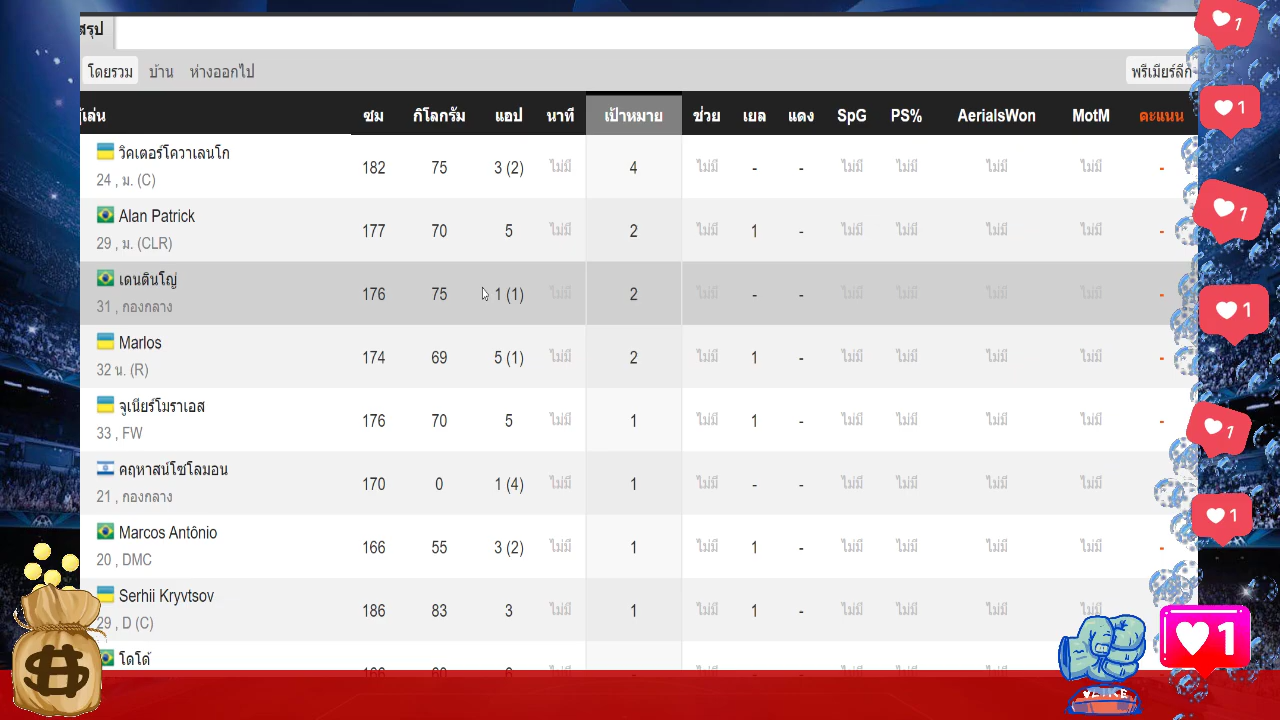 สรุป
โดยรวม บ้าน ห่างออกไป พรีเมียร์ลีก
ผู้เล่น ซม กิโลกรัม แอป นาที เป้าหมาย ช่วย เยล แดง SpG PS% AerialsWon MotM คะแนน
วิคเตอร์โควาเลนโก 182 75 3 (2) ไม่มี 4 ไม่มี - - ไม่มี ไม่มี ไม่มี ไม่มี -
24 , ม. (C)
Alan Patrick 177 70 5 ไม่มี 2 ไม่มี 1 - ไม่มี ไม่มี ไม่มี ไม่มี -
29 , ม. (CLR)
เดนตินโญ่ 176 75 1 (1) ไม่มี 2 ไม่มี - - ไม่มี ไม่มี ไม่มี ไม่มี -
31 , กองกลาง
Marlos 174 69 5 (1) ไม่มี 2 ไม่มี 1 - ไม่มี ไม่มี ไม่มี ไม่มี -
32 น. (R)
จูเนียร์โมราเอส 176 70 5 ไม่มี 1 ไม่มี 1 - ไม่มี ไม่มี ไม่มี ไม่มี -
33 , FW
คฤหาสน์โซโลมอน 170 0 1 (4) ไม่มี 1 ไม่มี - - ไม่มี ไม่มี ไม่มี ไม่มี -
21 , กองกลาง
Marcos Antônio 166 55 3 (2) ไม่มี 1 ไม่มี 1 - ไม่มี ไม่มี ไม่มี ไม่มี -
20 , DMC
Serhii Kryvtsov 186 83 3 ไม่มี 1 ไม่มี 1 - ไม่มี ไม่มี ไม่มี ไม่มี
29 , D (C)
โดโด้
1
1
1
1
1
1
1
LIKE